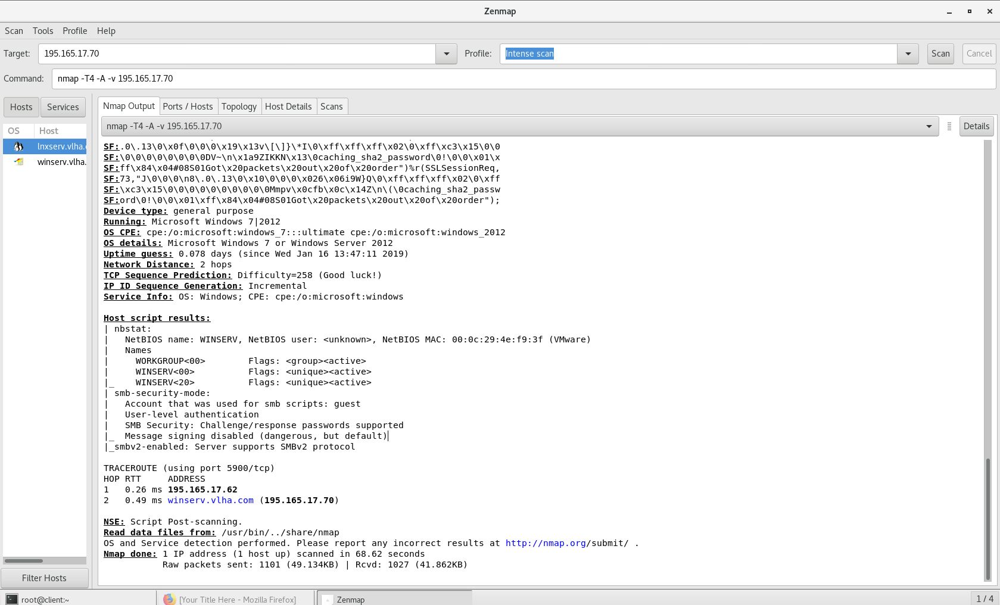 Zenmap
Scan Tools Profile Help
Target: 195.165.17.70 Profile: Intense scan Scan Cancel
Command: nmap -T4 -A -v 195.165.17.70
Hosts Services
Nmap Output Ports / Hosts Topology Host Details Scans
OS Host
nmap -T4 -A -v 195.165.17.70 Details
lnxserv.vlha.
winserv.vlha.
SF:.0\.13\0\x0f\0\0\0\x19\x13v\[\]}\*I\0\xff\xff\xff\x02\0\xff\xc3\x15\0\0
SF:\0\0\0\0\0\0\0\0DV~\n\x1a9ZIKKN\x13\0caching_sha2_password\0!\0\0\x01\x
SF:ff\x84\x04#08S01Got\x20packets\x20out\x20of\x20order")%r(SSLSessionReq,
SF:73,"J\0\0\0\n8\.0\.13\0\x10\0\0\0\x026\x06i9W}Q\0\xff\xff\xff\x02\0\xff
SF:\xc3\x15\0\0\0\0\0\0\0\0\0\0Mmpv\x0cfb\x0c\x14Z\n\(\0caching_sha2_passw
SF:ord\0!\0\0\x01\xff\x84\x04#08S01Got\x20packets\x20out\x20of\x20order");
Device type: general purpose
Running: Microsoft Windows 7|2012
OS CPE: cpe:/o:microsoft:windows_7:::ultimate cpe:/o:microsoft:windows_2012
OS details: Microsoft Windows 7 or Windows Server 2012
Uptime guess: 0.078 days (since Wed Jan 16 13:47:11 2019)
Network Distance: 2 hops
TCP Sequence Prediction: Difficulty=258 (Good luck!)
IP ID Sequence Generation: Incremental
Service Info: OS: Windows; CPE: cpe:/o:microsoft:windows
Host script results:
| nbstat:
|   NetBIOS name: WINSERV, NetBIOS user: <unknown>, NetBIOS MAC: 00:0c:29:4e:f9:3f (VMware)
|   Names
|     WORKGROUP<00>        Flags: <group><active>
|     WINSERV<00>          Flags: <unique><active>
|_    WINSERV<20>          Flags: <unique><active>
| smb-security-mode:
|   Account that was used for smb scripts: guest
|   User-level authentication
|   SMB Security: Challenge/response passwords supported
|_  Message signing disabled (dangerous, but default)
|_smbv2-enabled: Server supports SMBv2 protocol
TRACEROUTE (using port 5900/tcp)
HOP RTT     ADDRESS
1   0.26 ms 195.165.17.62
2   0.49 ms winserv.vlha.com (195.165.17.70)
NSE: Script Post-scanning.
Read data files from: /usr/bin/../share/nmap
OS and Service detection performed. Please report any incorrect results at http://nmap.org/submit/ .
Nmap done: 1 IP address (1 host up) scanned in 68.62 seconds
Raw packets sent: 1101 (49.134KB) | Rcvd: 1027 (41.862KB)
Filter Hosts
root@client:~ [Your Title Here - Mozilla Firefox] Zenmap 1 / 4